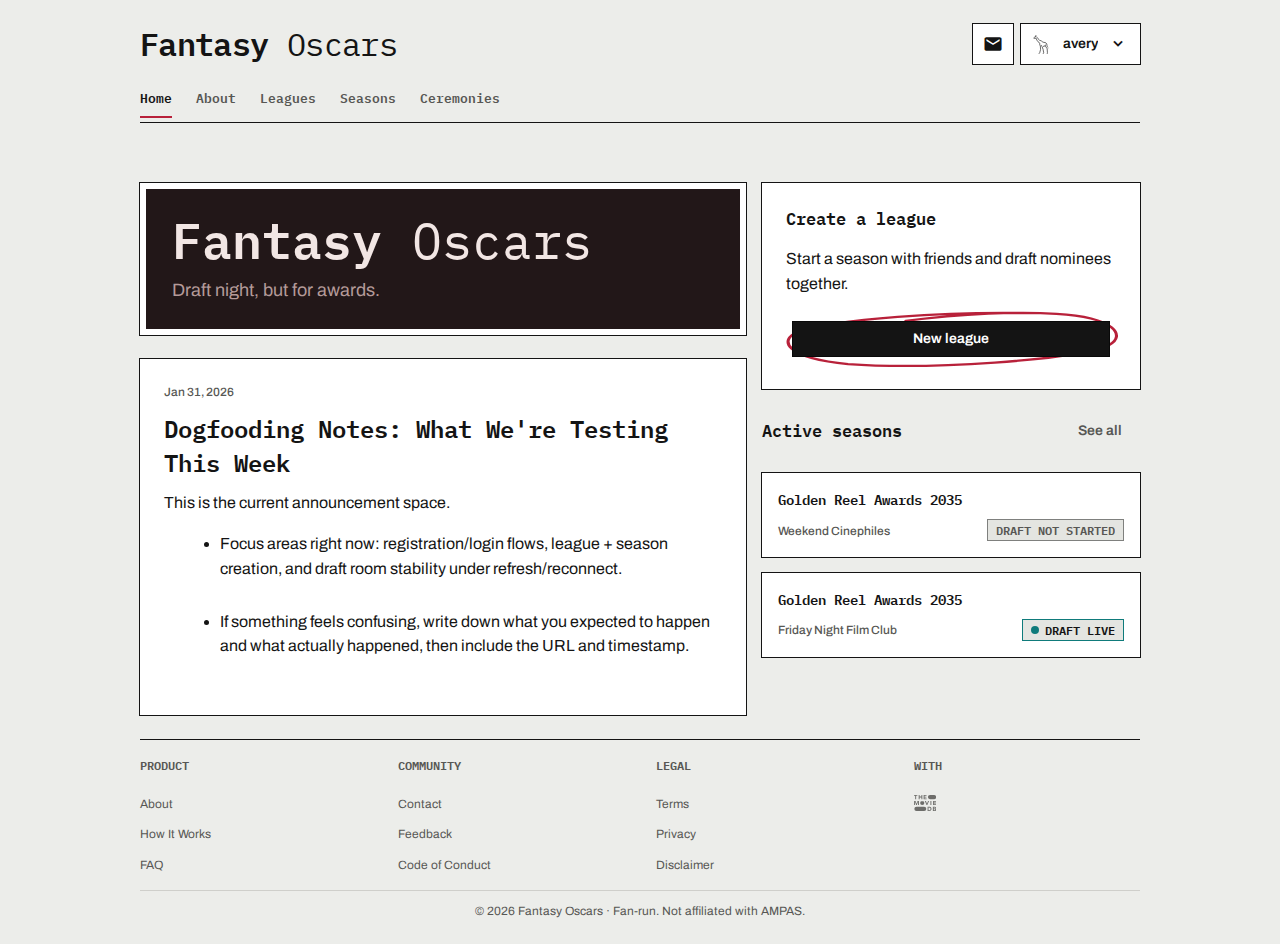 Fantasy Oscars
avery
Home About Leagues Seasons Ceremonies
Fantasy Oscars
Draft night, but for awards.
Jan 31, 2026
Dogfooding Notes: What We're Testing
This Week
This is the current announcement space.
Focus areas right now: registration/login flows, league + season
creation, and draft room stability under refresh/reconnect.
If something feels confusing, write down what you expected to happen
and what actually happened, then include the URL and timestamp.
Create a league
Start a season with friends and draft nominees
together.
New league
Active seasons
See all
Golden Reel Awards 2035
Weekend Cinephiles
DRAFT NOT STARTED
Golden Reel Awards 2035
Friday Night Film Club
DRAFT LIVE
PRODUCT
About
How It Works
FAQ
COMMUNITY
Contact
Feedback
Code of Conduct
LEGAL
Terms
Privacy
Disclaimer
WITH
THE
MOVIE
DB
© 2026 Fantasy Oscars · Fan-run. Not affiliated with AMPAS.